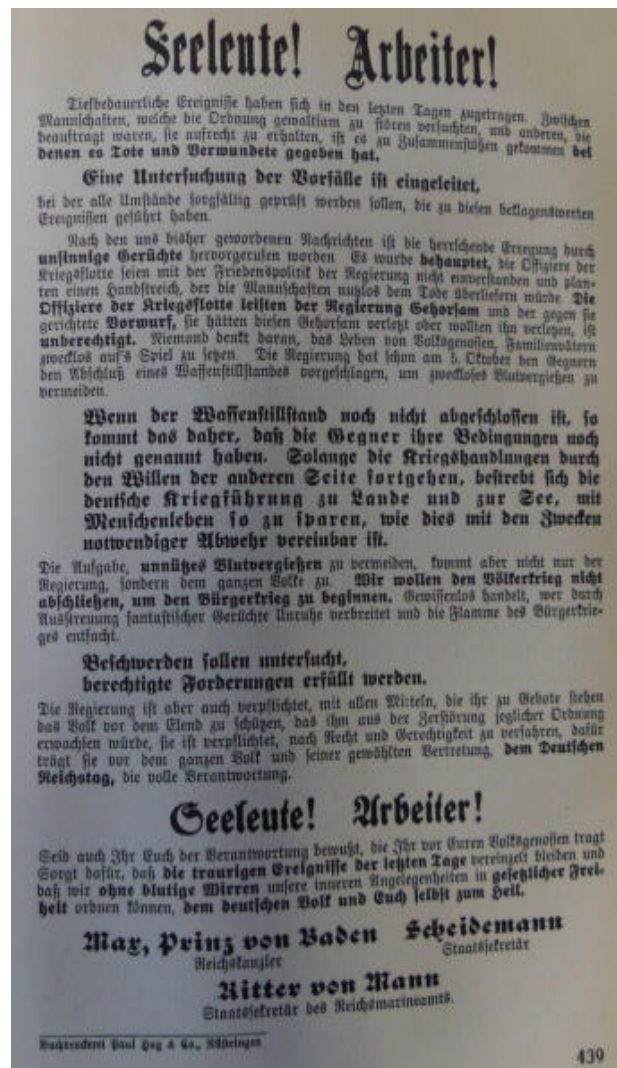 Seeleute! Arbeiter!
Tiefbedauerliche Ereignisse haben sich in den letzten Tagen zugetragen. Zwischen
Mannschaften, welche die Ordnung gewaltsam zu stören versuchten, und anderen, die
beauftragt waren, sie aufrecht zu erhalten, ist es zu Zusammenstößen gekommen bei
denen es Tote und Verwundete gegeben hat.
Eine Untersuchung der Vorfälle ist eingeleitet,
bei der alle Umstände sorgfältig geprüft werden sollen, die zu diesen beklagenswerten
Ereignissen geführt haben.
Nach den uns bisher gewordenen Nachrichten ist die herrschende Erregung durch
unsinnige Gerüchte hervorgerufen worden. Es wurde behauptet, die Offiziere der
Kriegsflotte seien mit der Friedenspolitik der Regierung nicht einverstanden und plan-
ten einen Handstreich, der die Mannschaften nutzlos dem Tode überliefern würde. Die
Offiziere der Kriegsflotte leisten der Regierung Gehorsam und der gegen sie
gerichtete Vorwurf, sie hätten diesen Gehorsam verletzt oder wollten ihn verletzen, ist
unberechtigt. Niemand denkt daran, das Leben von Volksgenossen, Familienvätern
zwecklos auf's Spiel zu setzen. Die Regierung hat schon am 5. Oktober den Gegnern
den Abschluß eines Waffenstillstandes vorgeschlagen, um zweckloses Blutvergießen zu
vermeiden.
Wenn der Waffenstillstand noch nicht abgeschlossen ist, so
kommt das daher, daß die Gegner ihre Bedingungen noch
nicht genannt haben. Solange die Kriegshandlungen durch
den Willen der anderen Seite fortgehen, bestrebt sich die
deutsche Kriegführung zu Lande und zur See, mit
Menschenleben so zu sparen, wie dies mit den Zwecken
notwendiger Abwehr vereinbar ist.
Die Aufgabe, unnützes Blutvergießen zu vermeiden, kommt aber nicht nur der
Regierung, sondern dem ganzen Volke zu. Wir wollen den Völkerkrieg nicht
abschließen, um den Bürgerkrieg zu beginnen. Gewissenlos handelt, wer durch
Ausstreuung fantastischer Gerüchte Unruhe verbreitet und die Flamme des Bürgerkrie-
ges entfacht.
Beschwerden sollen untersucht,
berechtigte Forderungen erfüllt werden.
Die Regierung ist aber auch verpflichtet, mit allen Mitteln, die ihr zu Gebote stehen
das Volk vor dem Elend zu schützen, das ihm aus der Zerstörung jeglicher Ordnung
erwachsen würde, sie ist verpflichtet, nach Recht und Gerechtigkeit zu verfahren, dafür
trägt sie vor dem ganzen Volk und seiner gewählten Vertretung, dem Deutschen
Reichstag, die volle Verantwortung.
Seeleute! Arbeiter!
Seid auch Ihr Euch der Verantwortung bewußt, die Ihr vor Euren Volksgenossen tragt
Sorgt dafür, daß die traurigen Ereignisse der letzten Tage vereinzelt bleiben und
daß wir ohne blutige Wirren unsere inneren Angelegenheiten in gesetzlicher Frei-
heit ordnen können, dem deutschen Volk und Euch selbst zum Heil.
Max, Prinz von Baden Scheidemann
Reichskanzler Staatssekretär
Ritter von Mann
Staatssekretär des Reichsmarineamts.
Buchdruckerei Paul Hug & Co., Rüstringen
439